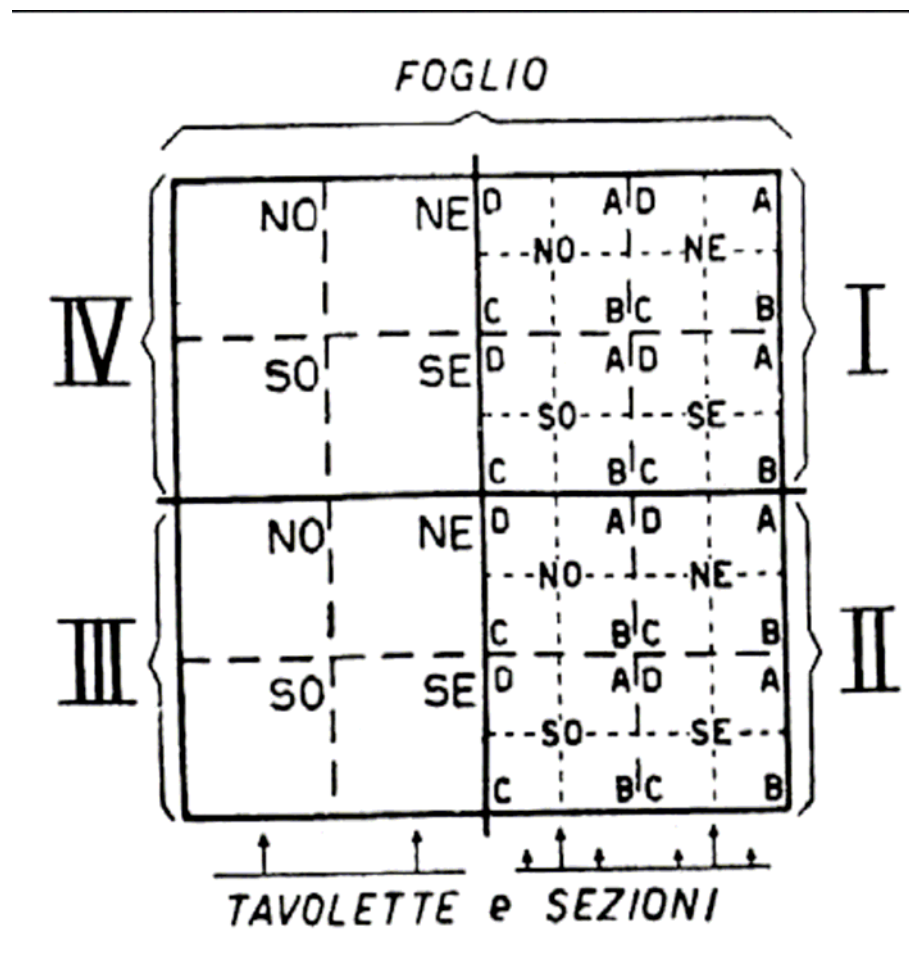 FOGLIO
NO NE D A D A
NO NE
IV I
C B C B
SO SE D A D A
SO SE
C B C B
NO NE D A D A
NO NE
III II
C B C B
SO SE D A D A
SO SE
C B C B
TAVOLETTE e SEZIONI